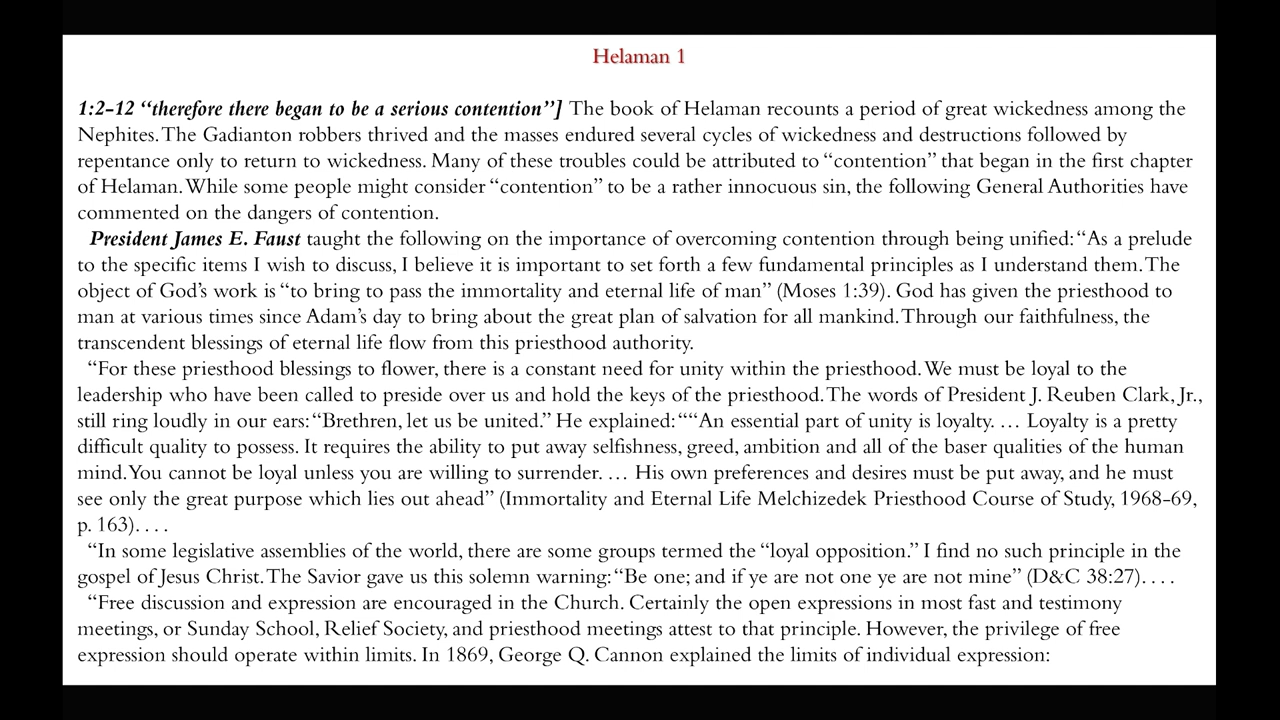 Helaman 1
1:2-12 “therefore there began to be a serious contention”] The book of Helaman recounts a period of great wickedness among the
Nephites. The Gadianton robbers thrived and the masses endured several cycles of wickedness and destructions followed by
repentance only to return to wickedness. Many of these troubles could be attributed to “contention” that began in the first chapter
of Helaman. While some people might consider “contention” to be a rather innocuous sin, the following General Authorities have
commented on the dangers of contention.
President James E. Faust taught the following on the importance of overcoming contention through being unified: “As a prelude
to the specific items I wish to discuss, I believe it is important to set forth a few fundamental principles as I understand them. The
object of God’s work is “to bring to pass the immortality and eternal life of man” (Moses 1:39). God has given the priesthood to
man at various times since Adam’s day to bring about the great plan of salvation for all mankind. Through our faithfulness, the
transcendent blessings of eternal life flow from this priesthood authority.
“For these priesthood blessings to flower, there is a constant need for unity within the priesthood. We must be loyal to the
leadership who have been called to preside over us and hold the keys of the priesthood. The words of President J. Reuben Clark, Jr.,
still ring loudly in our ears: “Brethren, let us be united.” He explained: ““An essential part of unity is loyalty. … Loyalty is a pretty
difficult quality to possess. It requires the ability to put away selfishness, greed, ambition and all of the baser qualities of the human
mind. You cannot be loyal unless you are willing to surrender. … His own preferences and desires must be put away, and he must
see only the great purpose which lies out ahead” (Immortality and Eternal Life Melchizedek Priesthood Course of Study, 1968-69,
p. 163). . . .
“In some legislative assemblies of the world, there are some groups termed the “loyal opposition.” I find no such principle in the
gospel of Jesus Christ. The Savior gave us this solemn warning: “Be one; and if ye are not one ye are not mine” (D&C 38:27). . . .
“Free discussion and expression are encouraged in the Church. Certainly the open expressions in most fast and testimony
meetings, or Sunday School, Relief Society, and priesthood meetings attest to that principle. However, the privilege of free
expression should operate within limits. In 1869, George Q. Cannon explained the limits of individual expression: